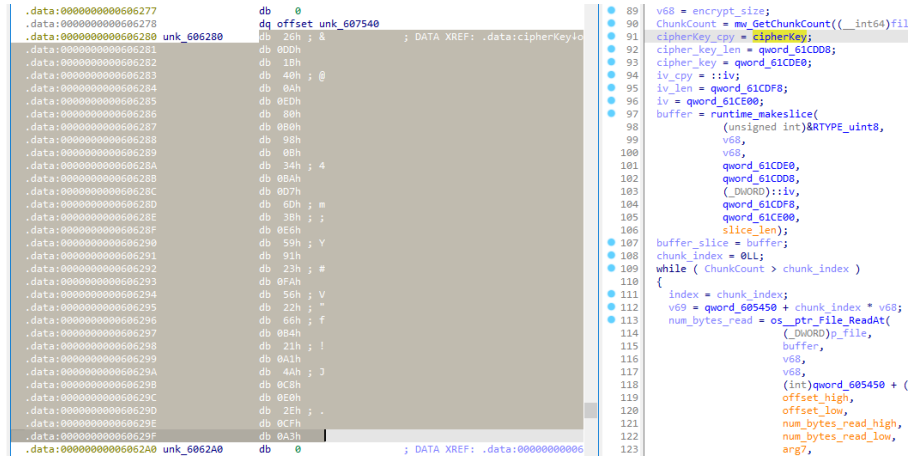 .data:0000000000606277 db 0
.data:0000000000606278 dq offset unk_607540
.data:0000000000606280 unk_606280 db 26h ; & ; DATA XREF: .data:cipherKey↓o
.data:0000000000606281 db 0DDh
.data:0000000000606282 db 1Bh
.data:0000000000606283 db 40h ; @
.data:0000000000606284 db 0Ah
.data:0000000000606285 db 0EDh
.data:0000000000606286 db 80h
.data:0000000000606287 db 0B0h
.data:0000000000606288 db 98h
.data:0000000000606289 db 0Bh
.data:000000000060628A db 34h ; 4
.data:000000000060628B db 0BAh
.data:000000000060628C db 0D7h
.data:000000000060628D db 6Dh ; m
.data:000000000060628E db 3Bh ; ;
.data:000000000060628F db 0E6h
.data:0000000000606290 db 59h ; Y
.data:0000000000606291 db 91h
.data:0000000000606292 db 23h ; #
.data:0000000000606293 db 0FAh
.data:0000000000606294 db 56h ; V
.data:0000000000606295 db 22h ; "
.data:0000000000606296 db 66h ; f
.data:0000000000606297 db 0B4h
.data:0000000000606298 db 21h ; !
.data:0000000000606299 db 0A1h
.data:000000000060629A db 4Ah ; J
.data:000000000060629B db 0C8h
.data:000000000060629C db 0E0h
.data:000000000060629D db 2Eh ; .
.data:000000000060629E db 0CFh
.data:000000000060629F db 0A3h
.data:00000000006062A0 unk_6062A0 db 0 ; DATA XREF: .data:00000000006
89 v68 = encrypt_size;
90 ChunkCount = mw_GetChunkCount((__int64)fil
91 cipherKey_cpy = cipherKey;
92 cipher_key_len = qword_61CDD8;
93 cipher_key = qword_61CDE0;
94 iv_cpy = ::iv;
95 iv_len = qword_61CDF8;
96 iv = qword_61CE00;
97 buffer = runtime_makeslice(
98 (unsigned int)&RTYPE_uint8,
99 v68,
100 v68,
101 qword_61CDE0,
102 qword_61CDD8,
103 (_DWORD)::iv,
104 qword_61CDF8,
105 qword_61CE00,
106 slice_len);
107 buffer_slice = buffer;
108 chunk_index = 0LL;
109 while ( ChunkCount > chunk_index )
110 {
111 index = chunk_index;
112 v69 = qword_605450 + chunk_index * v68;
113 num_bytes_read = os__ptr_File_ReadAt(
114 (_DWORD)p_file,
115 buffer,
116 v68,
117 v68,
118 (int)qword_605450 + (
119 offset_high,
120 offset_low,
121 num_bytes_read_high,
122 num_bytes_read_low,
123 arg7,